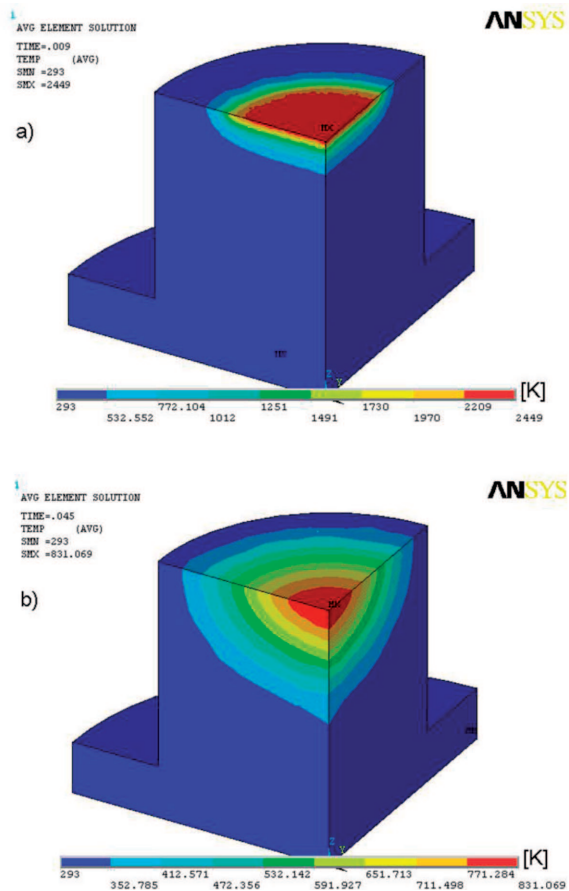 1
AVG ELEMENT SOLUTION
TIME=.009
TEMP (AVG)
SMN =293
SMX =2449
ANSYS
a)
MX
MN
Z
Y
[K]
293 772.104 1251 1730 2209
532.552 1012 1491 1970 2449
1
AVG ELEMENT SOLUTION
TIME=.045
TEMP (AVG)
SMN =293
SMX =831.069
ANSYS
b)
MX
MN
Z
Y
[K]
293 412.571 532.142 651.713 771.284
352.785 472.356 591.927 711.498 831.069